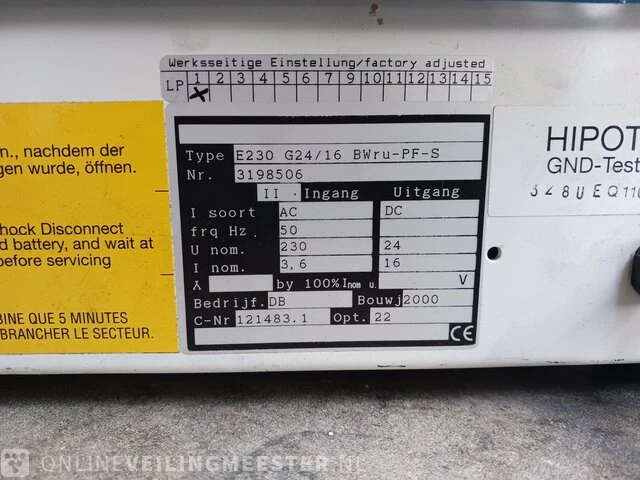 Werksseitige Einstellung/factory adjusted
LP 1 2 3 4 5 6 7 8 9 10 11 12 13 14 15
X
Type E230 G24/16 BWru-PF-S
Nr. 3198506
II. Ingang Uitgang
I soort AC DC
frq Hz. 50
U nom. 230 24
I nom. 3,6 16
by 100% Inom u. V
Bedrijf. DB Bouwj 2000
C-Nr 121483.1 Opt. 22
CE
n., nachdem der
gen wurde, öffnen.
hock Disconnect
d battery, and wait at
before servicing
BINE QUE 5 MINUTES
BRANCHER LE SECTEUR.
HIPOT
GND-Test
328UEQ110
ONLINEVEILINGMEESTER.NL